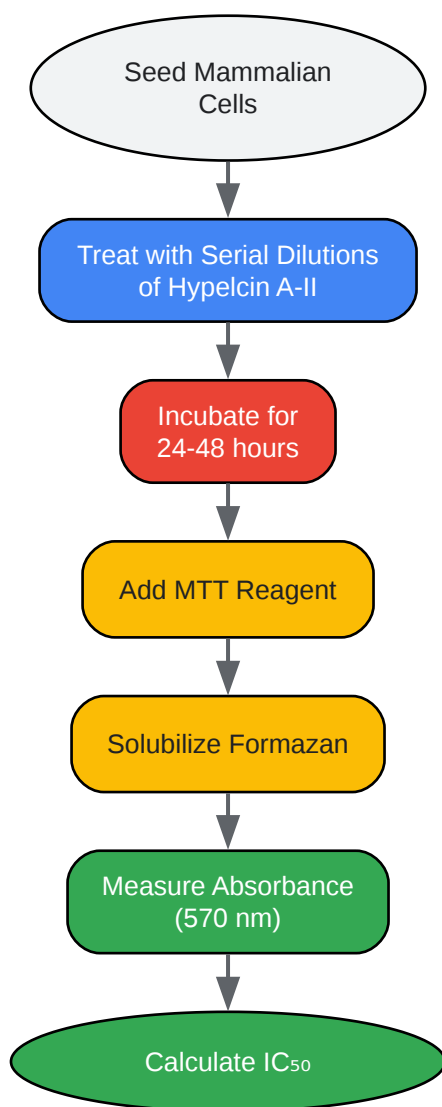 Seed Mammalian
Cells
Treat with Serial Dilutions
of Hypelcin A-II
Incubate for
24-48 hours
Add MTT Reagent
Solubilize Formazan
Measure Absorbance
(570 nm)
Calculate IC₅₀